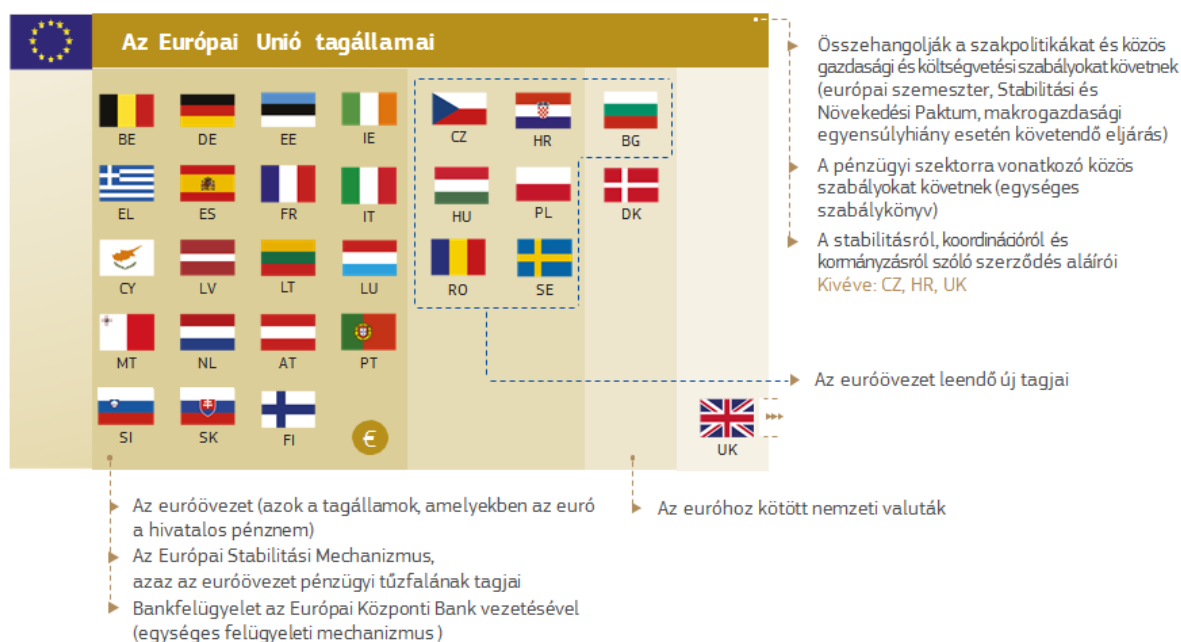 Az Európai Unió tagállamai
BE DE EE IE CZ HR BG
EL ES FR IT HU PL DK
CY LV LT LU RO SE
MT NL AT PT
SI SK FI € UK
Összehangolják a szakpolitikákat és közös
gazdasági és költségvetési szabályokat követnek
(európai szemeszter, Stabilitási és
Növekedési Paktum, makrogazdasági
egyensúlyhiány esetén követendő eljárás)
A pénzügyi szektorra vonatkozó közös
szabályokat követnek (egységes
szabálykönyv)
A stabilitásról, koordinációról és
kormányzásról szóló szerződés aláírói
Kivéve: CZ, HR, UK
Az euróövezet leendő új tagjai
Az euróövezet (azok a tagállamok, amelyekben az euró
a hivatalos pénznem)
Az Európai Stabilitási Mechanizmus,
azaz az euróövezet pénzügyi tűzfalának tagjai
Bankfelügyelet az Európai Központi Bank vezetésével
(egységes felügyeleti mechanizmus )
Az euróhoz kötött nemzeti valuták